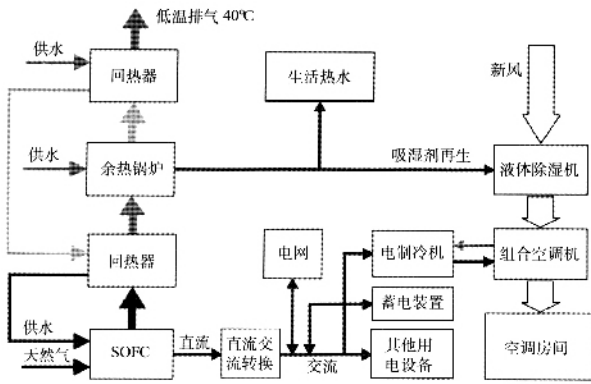 低温排气 40℃
供水
回热器
生活热水
新风
供水
余热锅炉
吸湿剂再生
液体除湿机
回热器
电网
电制冷机
组合空调机
供水
天然气
SOFC
直流
直流交
流转换
交流
蓄电装置
其他用
电设备
空调房间